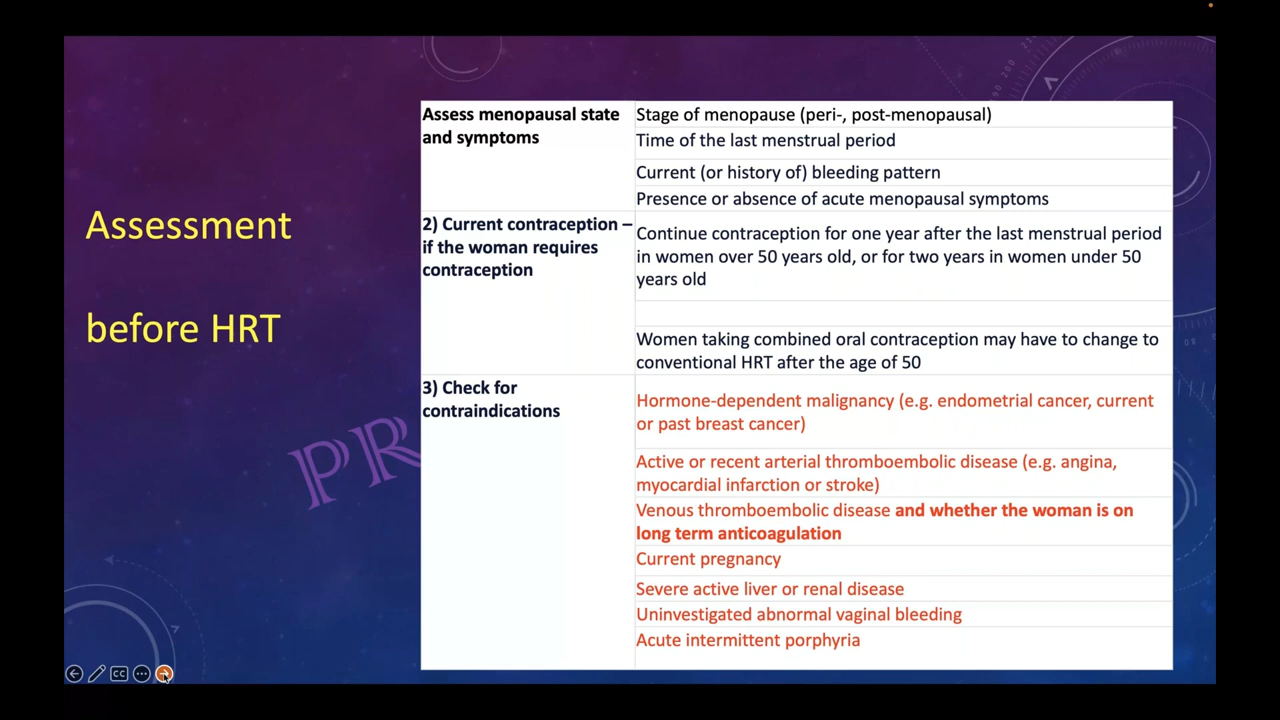 Assessment
before HRT
Assess menopausal state
and symptoms
Stage of menopause (peri-, post-menopausal)
Time of the last menstrual period
Current (or history of) bleeding pattern
Presence or absence of acute menopausal symptoms
2) Current contraception –
if the woman requires
contraception
Continue contraception for one year after the last menstrual period
in women over 50 years old, or for two years in women under 50
years old
Women taking combined oral contraception may have to change to
conventional HRT after the age of 50
3) Check for
contraindications
Hormone-dependent malignancy (e.g. endometrial cancer, current
or past breast cancer)
Active or recent arterial thromboembolic disease (e.g. angina,
myocardial infarction or stroke)
Venous thromboembolic disease and whether the woman is on
long term anticoagulation
Current pregnancy
Severe active liver or renal disease
Uninvestigated abnormal vaginal bleeding
Acute intermittent porphyria
PR
CC